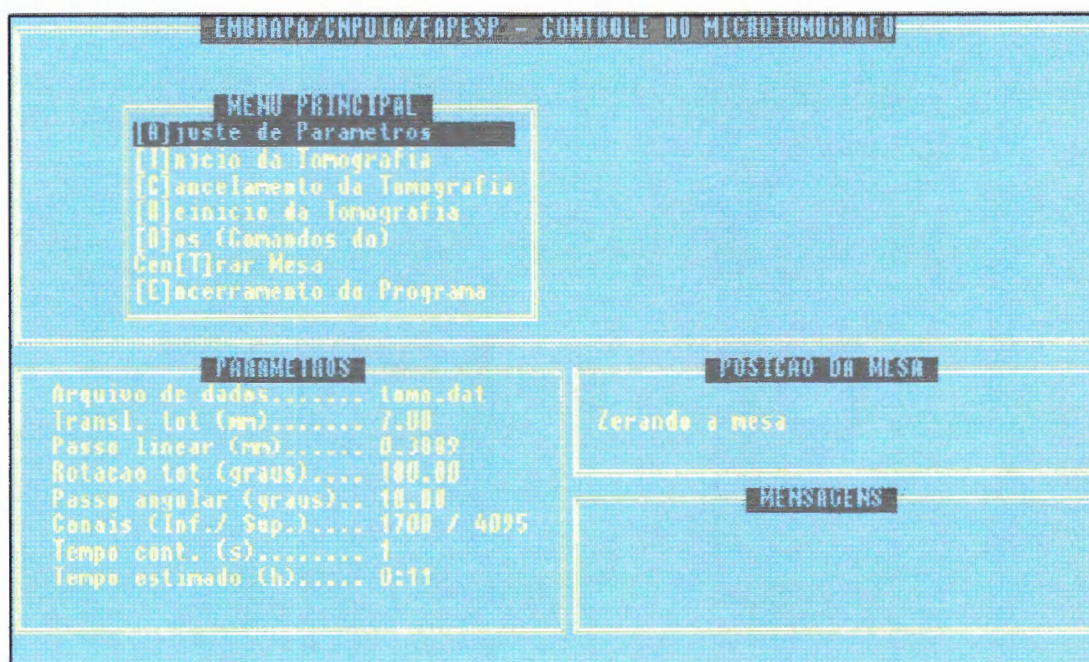 EMBRAPA/CNPDIA/FAPESP - CONTROLE DO MICROTOMOGRAFO
MENU PRINCIPAL
[A]juste de Parametros
[I]nicio da Tomografia
[C]ancelamento da Tomografia
[R]einicio da Tomografia
[D]os (Comandos do)
Cen[T]rar Mesa
[E]ncerramento do Programa
PARAMETROS
Arquivo de dados....... tomo.dat
Transl. tot (mm)....... 7.00
Passo linear (mm)...... 0.3889
Rotacao tot (graus).... 180.00
Passo angular (graus).. 10.00
Canais (Inf./ Sup.).... 1700 / 4095
Tempo cont. (s)........ 1
Tempo estimado (h)..... 0:11
POSICAO DA MESA
Zerando a mesa
MENSAGENS